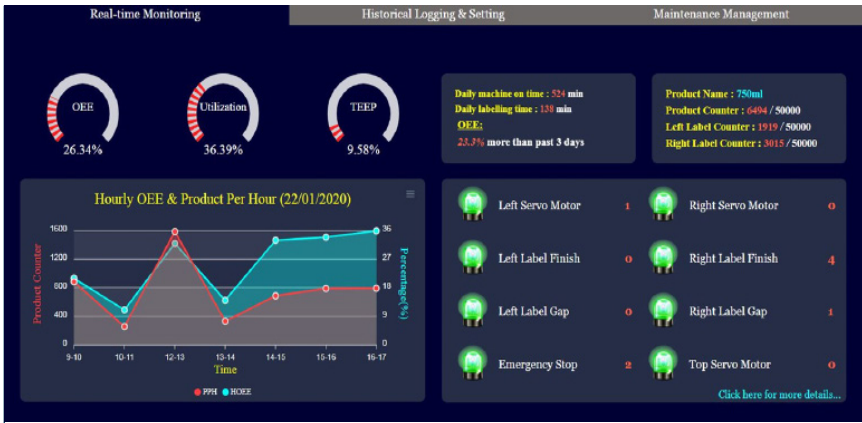 Real-time Monitoring
Historical Logging & Setting
Maintenance Management
OEE
26.34%
Utilization
36.39%
TEEP
9.58%
Daily machine on time : 524 min
Daily labelling time : 138 min
OEE:
23.3% more than past 3 days
Product Name : 750ml
Product Counter : 6494 / 50000
Left Label Counter : 1919 / 50000
Right Label Counter : 3015 / 50000
Hourly OEE & Product Per Hour (22/01/2020)
Product Counter
1600
1200
800
400
0
36
27
18
9
0
Percentage(%)
9-10 10-11 12-13 13-14 14-15 15-16 16-17
Time
PPH HOEE
Left Servo Motor 1
Right Servo Motor 0
Left Label Finish 0
Right Label Finish 4
Left Label Gap 0
Right Label Gap 1
Emergency Stop 2
Top Servo Motor 0
Click here for more details...